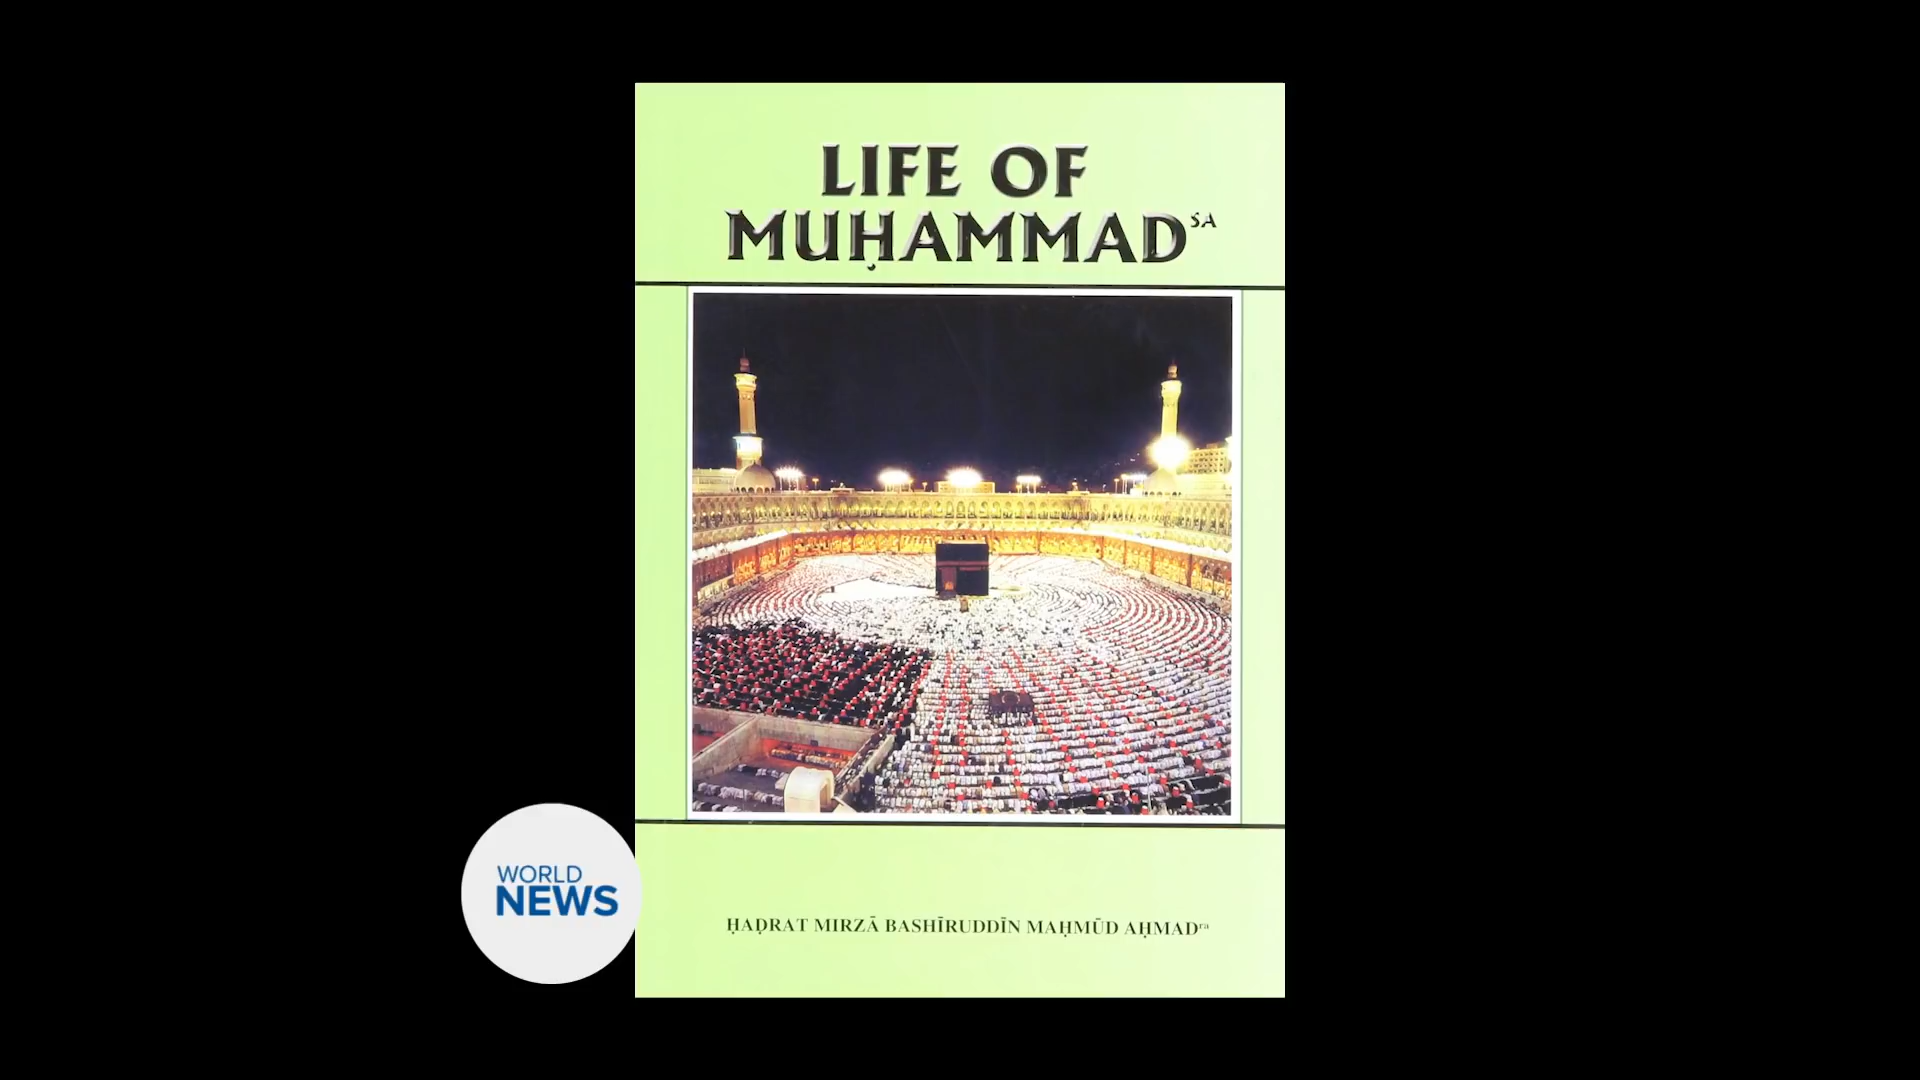 LIFE OF
MUḤAMMADˢᴬ
WORLD
NEWS
ḤAḌRAT MIRZĀ BASHĪRUDDĪN MAḤMŪD AḤMADʳᵃ